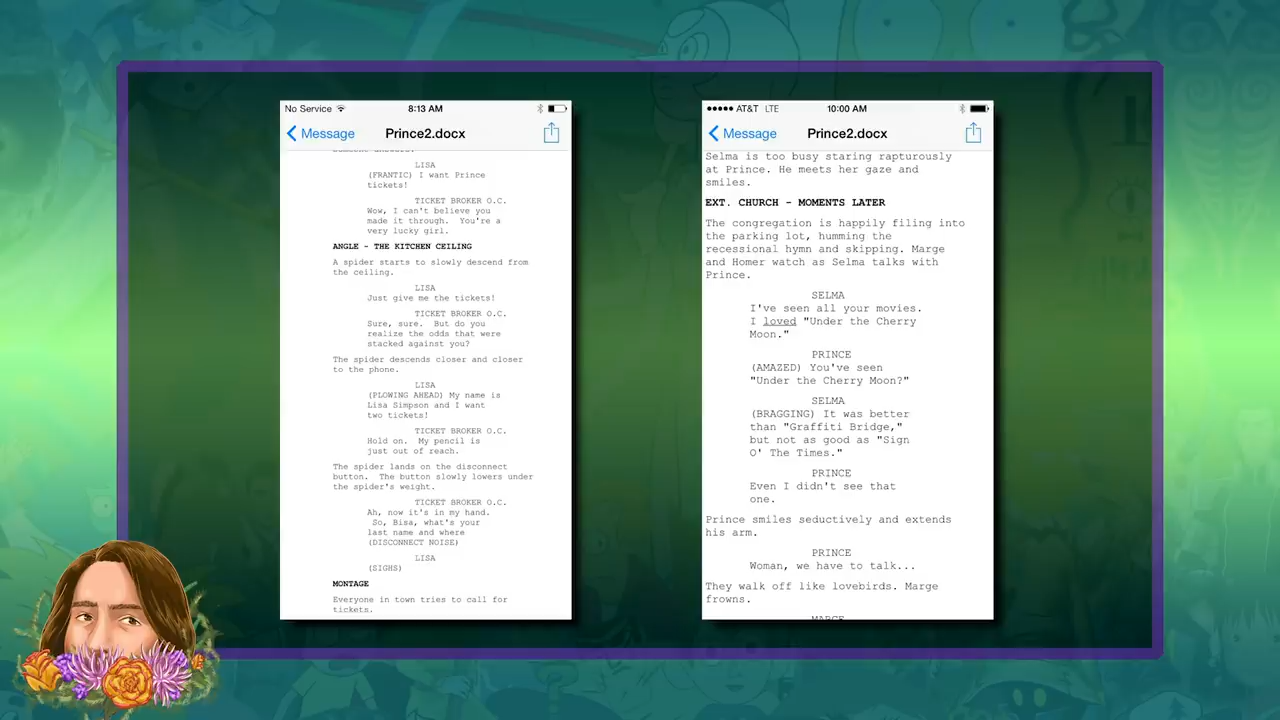 No Service 8:13 AM
Message Prince2.docx
LISA
(FRANTIC) I want Prince
tickets!
TICKET BROKER O.C.
Wow, I can't believe you
made it through. You're a
very lucky girl.
ANGLE - THE KITCHEN CEILING
A spider starts to slowly descend from
the ceiling.
LISA
Just give me the tickets!
TICKET BROKER O.C.
Sure, sure. But do you
realize the odds that were
stacked against you?
The spider descends closer and closer
to the phone.
LISA
(PLOWING AHEAD) My name is
Lisa Simpson and I want
two tickets!
TICKET BROKER O.C.
Hold on. My pencil is
just out of reach.
The spider lands on the disconnect
button. The button slowly lowers under
the spider's weight.
TICKET BROKER O.C.
Ah, now it's in my hand.
So, Bisa, what's your
last name and where
(DISCONNECT NOISE)
LISA
(SIGHS)
MONTAGE
Everyone in town tries to call for
tickets.
AT&T LTE 10:00 AM
Message Prince2.docx
Selma is too busy staring rapturously
at Prince. He meets her gaze and
smiles.
EXT. CHURCH - MOMENTS LATER
The congregation is happily filing into
the parking lot, humming the
recessional hymn and skipping. Marge
and Homer watch as Selma talks with
Prince.
SELMA
I've seen all your movies.
I loved "Under the Cherry
Moon."
PRINCE
(AMAZED) You've seen
"Under the Cherry Moon?"
SELMA
(BRAGGING) It was better
than "Graffiti Bridge,"
but not as good as "Sign
O' The Times."
PRINCE
Even I didn't see that
one.
Prince smiles seductively and extends
his arm.
PRINCE
Woman, we have to talk...
They walk off like lovebirds. Marge
frowns.
MARGE